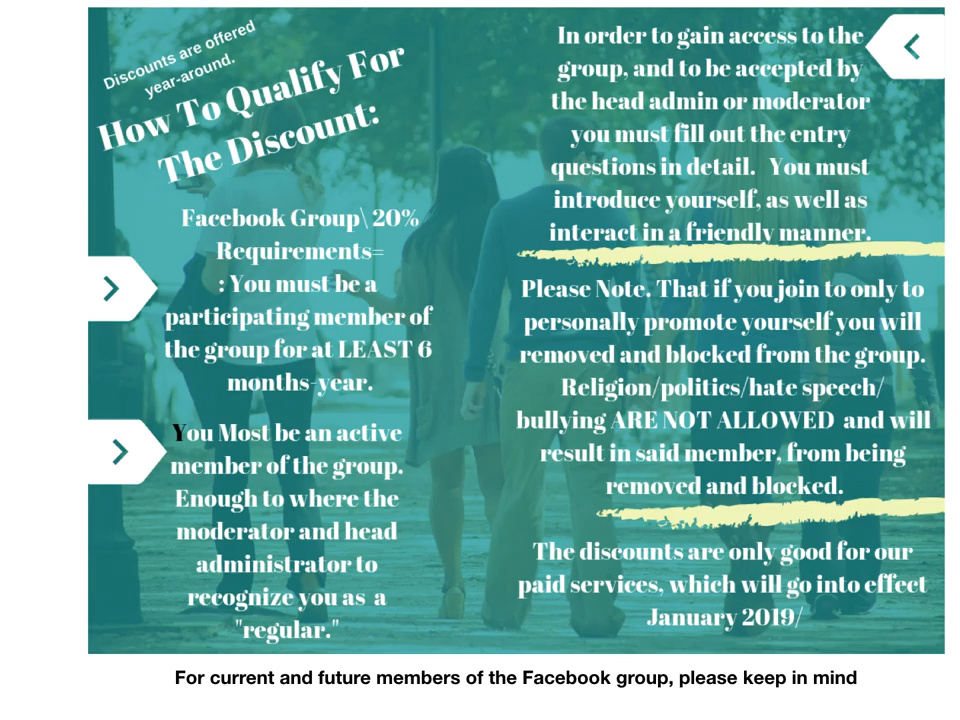 Discounts are offered
year-around.
How To Qualify For
The Discount:
Facebook Group\ 20%
Requirements=
: You must be a
participating member of
the group for at LEAST 6
months-year.
You Most be an active
member of the group.
Enough to where the
moderator and head
administrator to
recognize you as a
"regular."
In order to gain access to the
group, and to be accepted by
the head admin or moderator
you must fill out the entry
questions in detail. You must
introduce yourself, as well as
interact in a friendly manner.
Please Note. That if you join to only to
personally promote yourself you will
removed and blocked from the group.
Religion/politics/hate speech/
bullying ARE NOT ALLOWED and will
result in said member, from being
removed and blocked.
The discounts are only good for our
paid services, which will go into effect
January 2019/
For current and future members of the Facebook group, please keep in mind